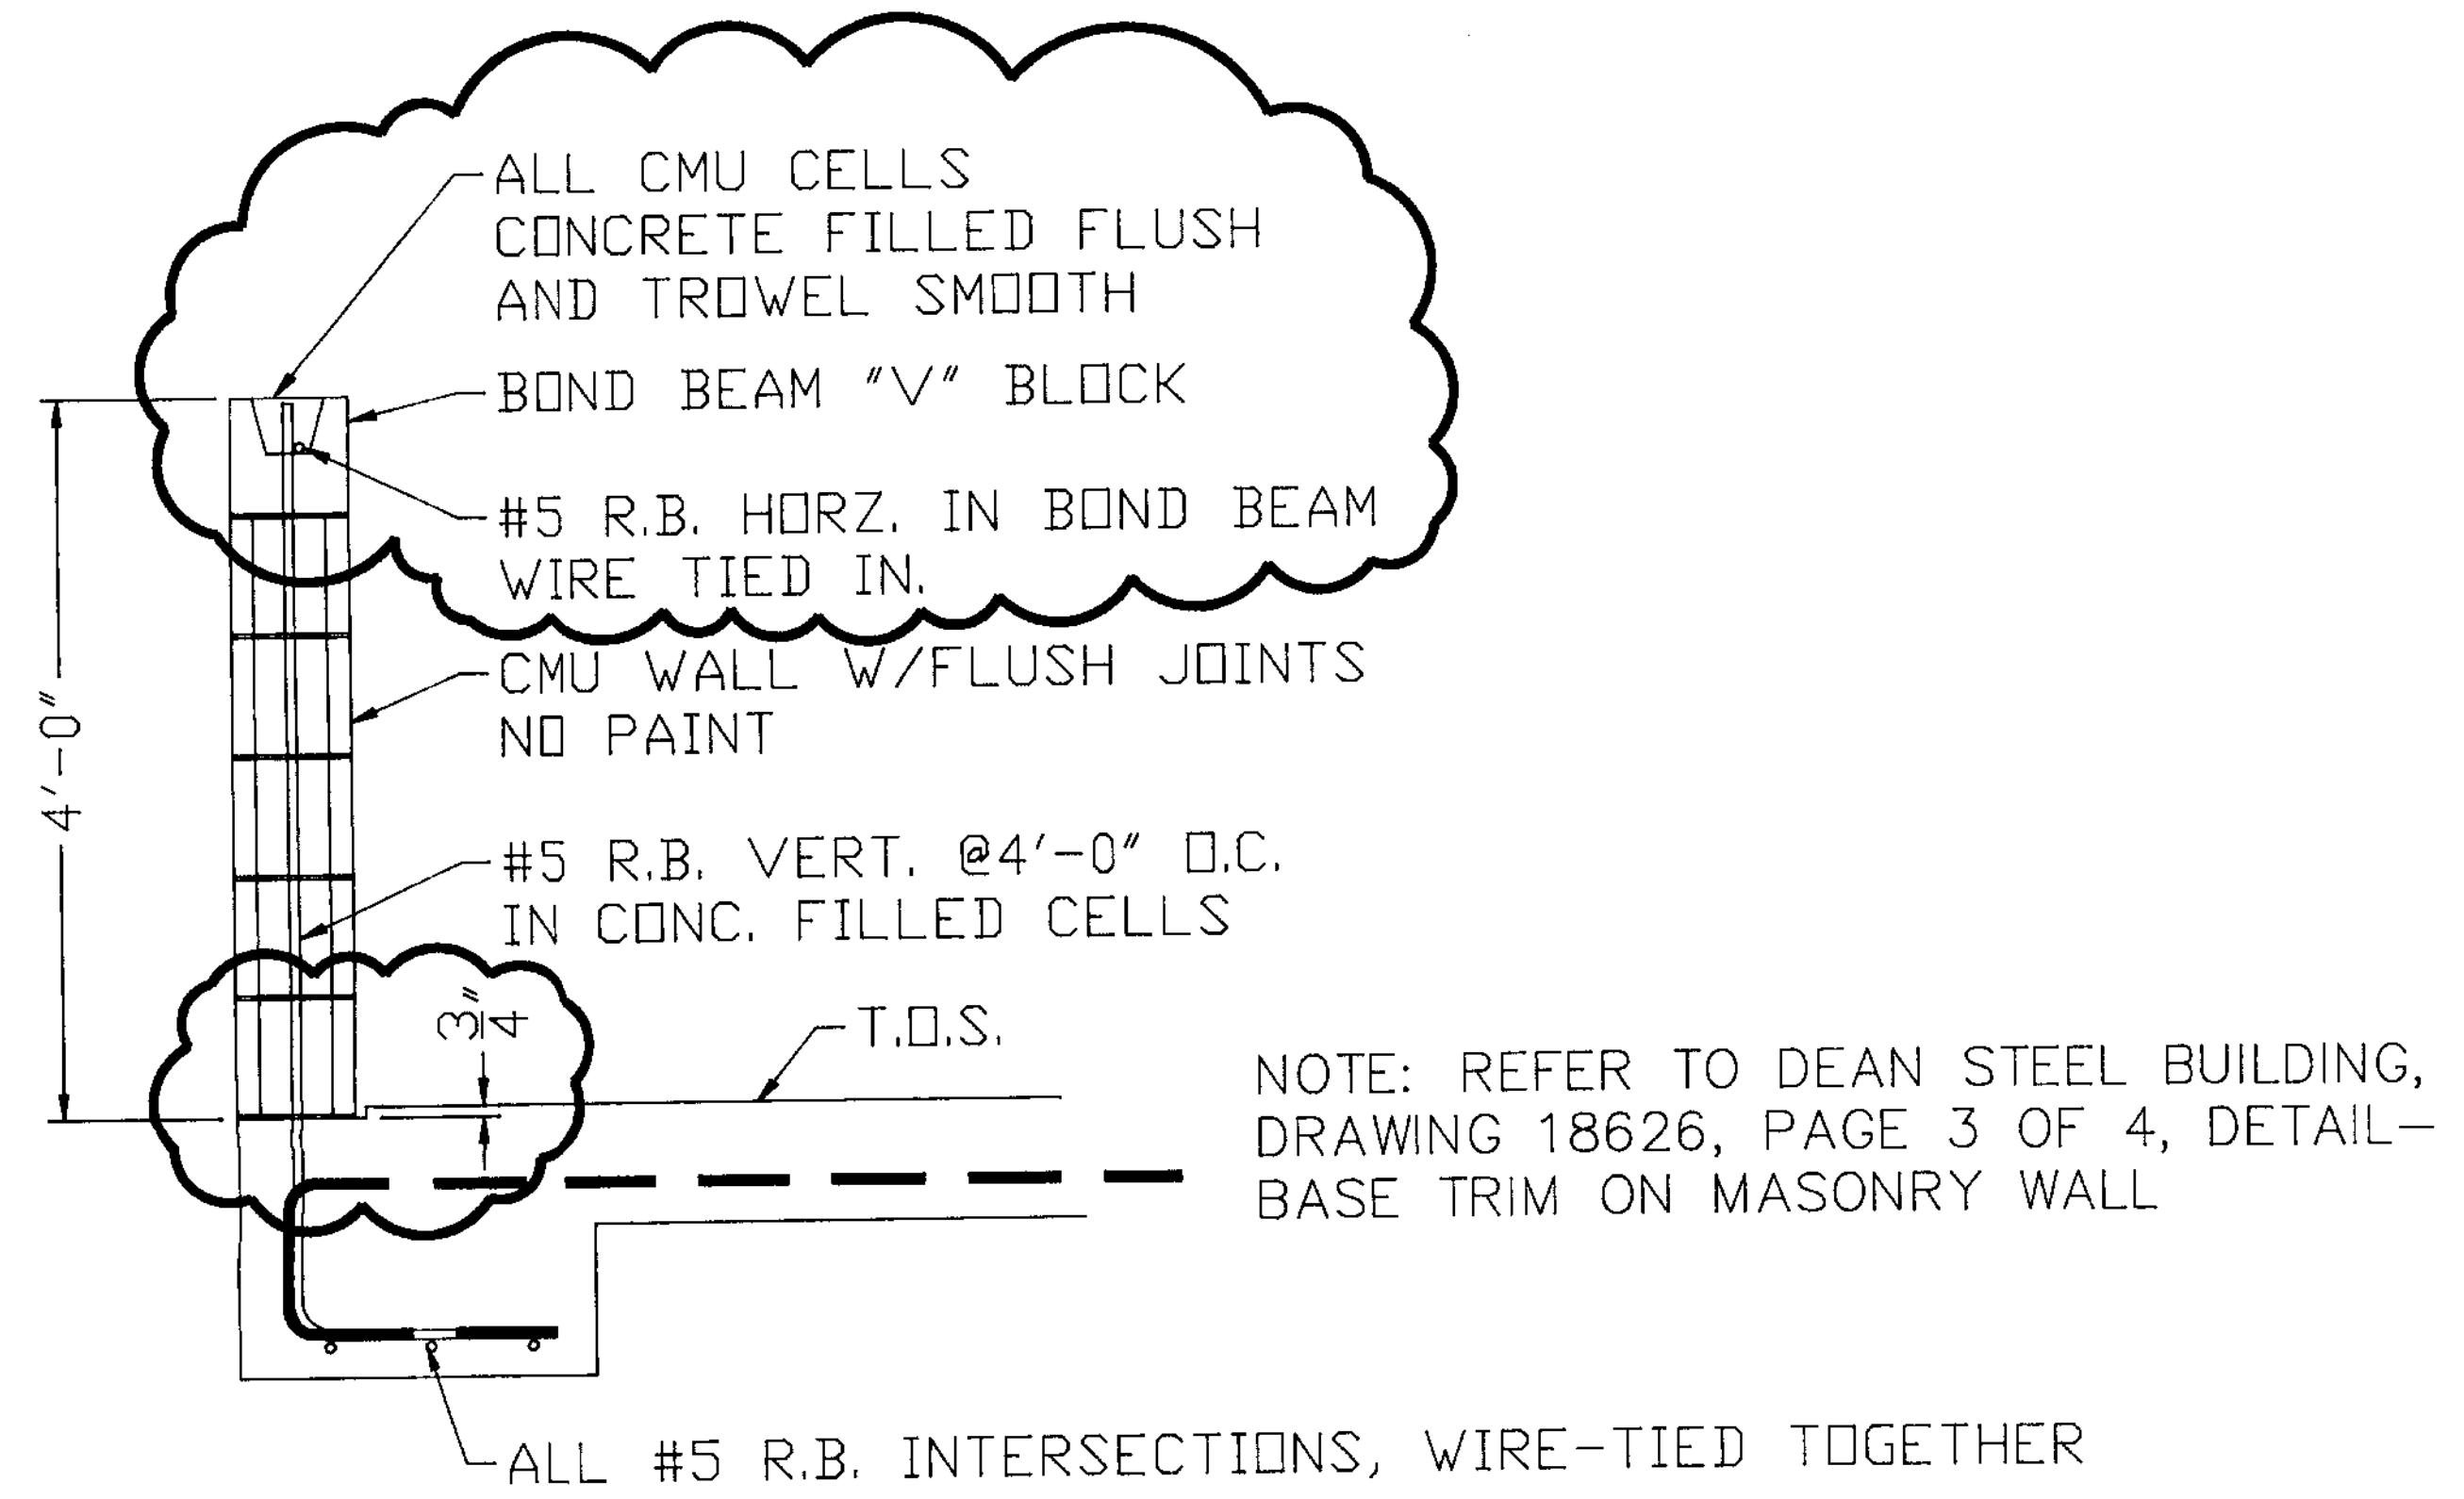 ALL CMU CELLS
CONCRETE FILLED FLUSH
AND TROWEL SMOOTH
BOND BEAM "V" BLOCK
#5 R.B. HORZ. IN BOND BEAM
WIRE TIED IN.
CMU WALL W/FLUSH JOINTS
NO PAINT
4'-0"
#5 R.B. VERT. @4'-0" O.C.
IN CONC. FILLED CELLS
3/4"
T.O.S.
NOTE: REFER TO DEAN STEEL BUILDING,
DRAWING 18626, PAGE 3 OF 4, DETAIL-
BASE TRIM ON MASONRY WALL
ALL #5 R.B. INTERSECTIONS, WIRE-TIED TOGETHER